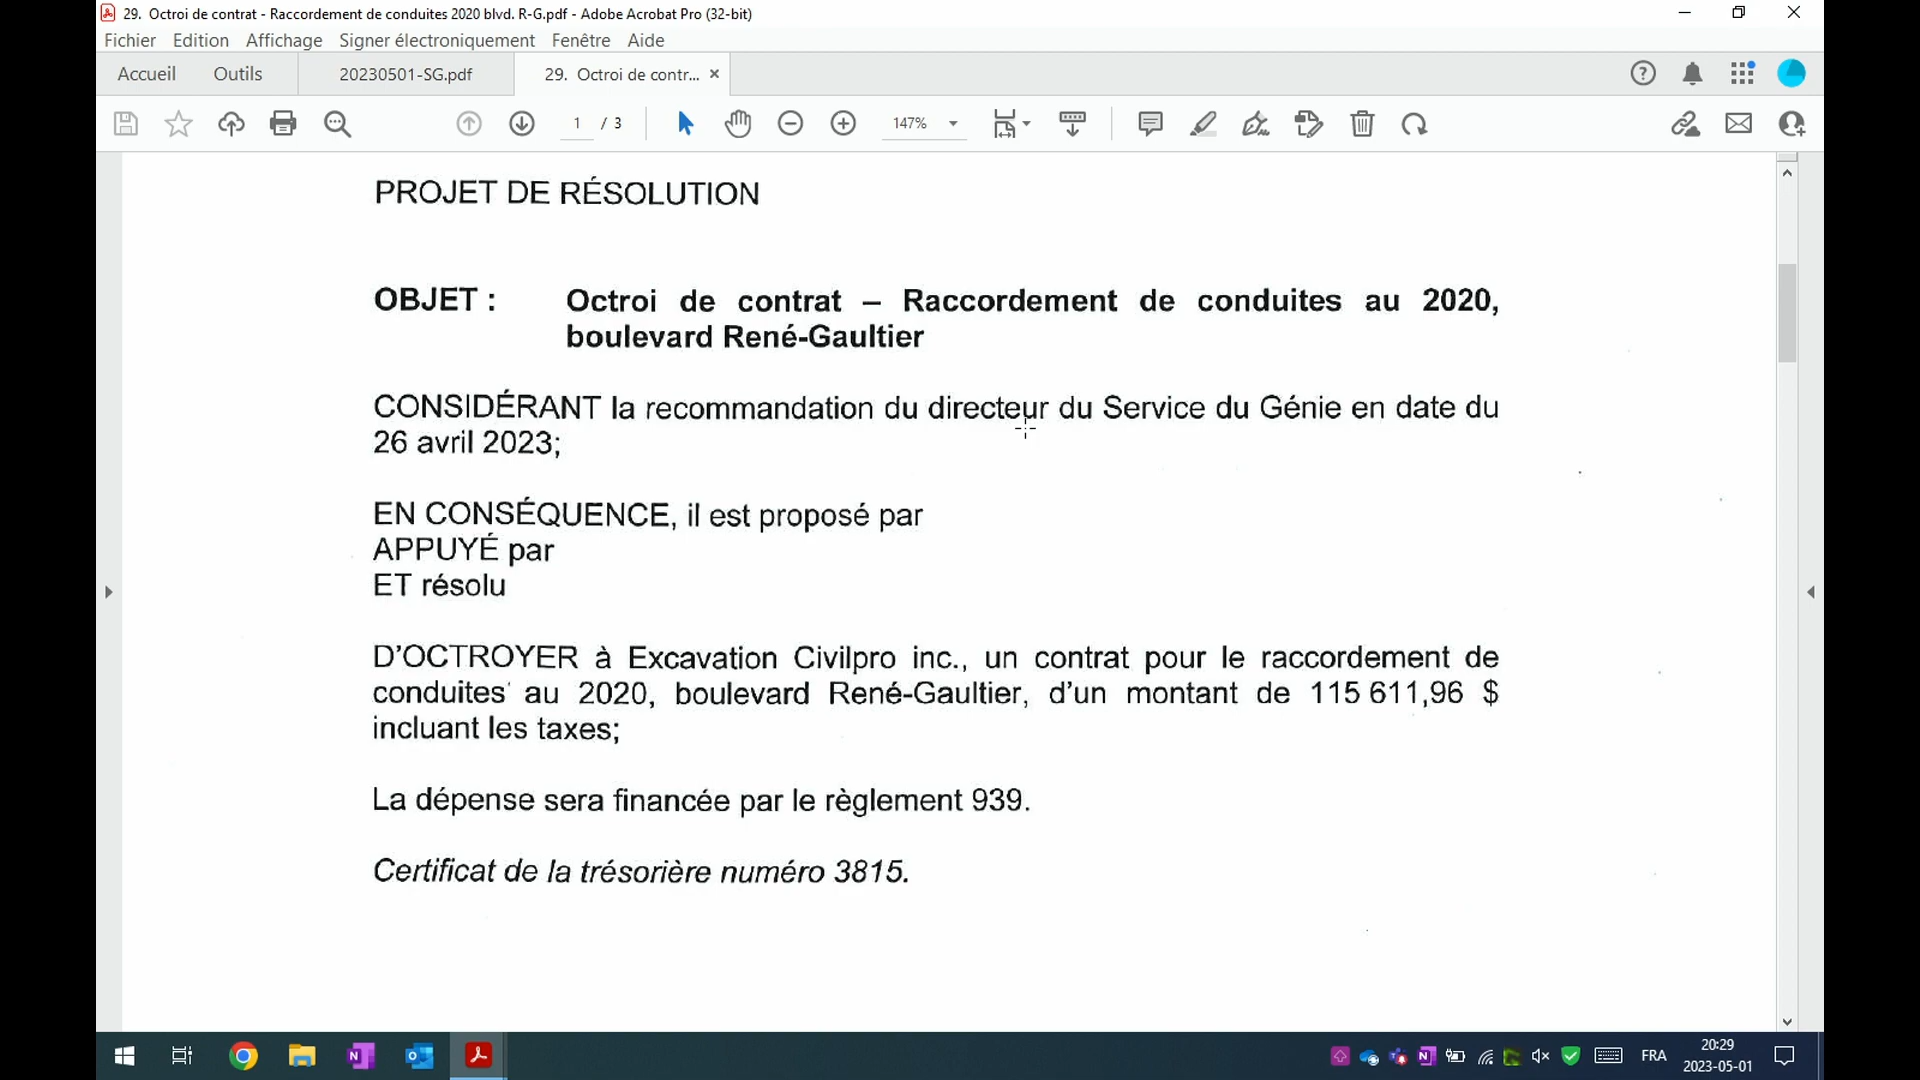 29. Octroi de contrat - Raccordement de conduites 2020 blvd. R-G.pdf - Adobe Acrobat Pro (32-bit)
Fichier Edition Affichage Signer électroniquement Fenêtre Aide
Accueil Outils 20230501-SG.pdf 29. Octroi de contr... ×
1 / 3 147%
PROJET DE RÉSOLUTION
OBJET : Octroi de contrat – Raccordement de conduites au 2020,
boulevard René-Gaultier
CONSIDÉRANT la recommandation du directeur du Service du Génie en date du
26 avril 2023;
EN CONSÉQUENCE, il est proposé par
APPUYÉ par
ET résolu
D'OCTROYER à Excavation Civilpro inc., un contrat pour le raccordement de
conduites au 2020, boulevard René-Gaultier, d'un montant de 115 611,96 $
incluant les taxes;
La dépense sera financée par le règlement 939.
Certificat de la trésorière numéro 3815.
FRA
20:29
2023-05-01